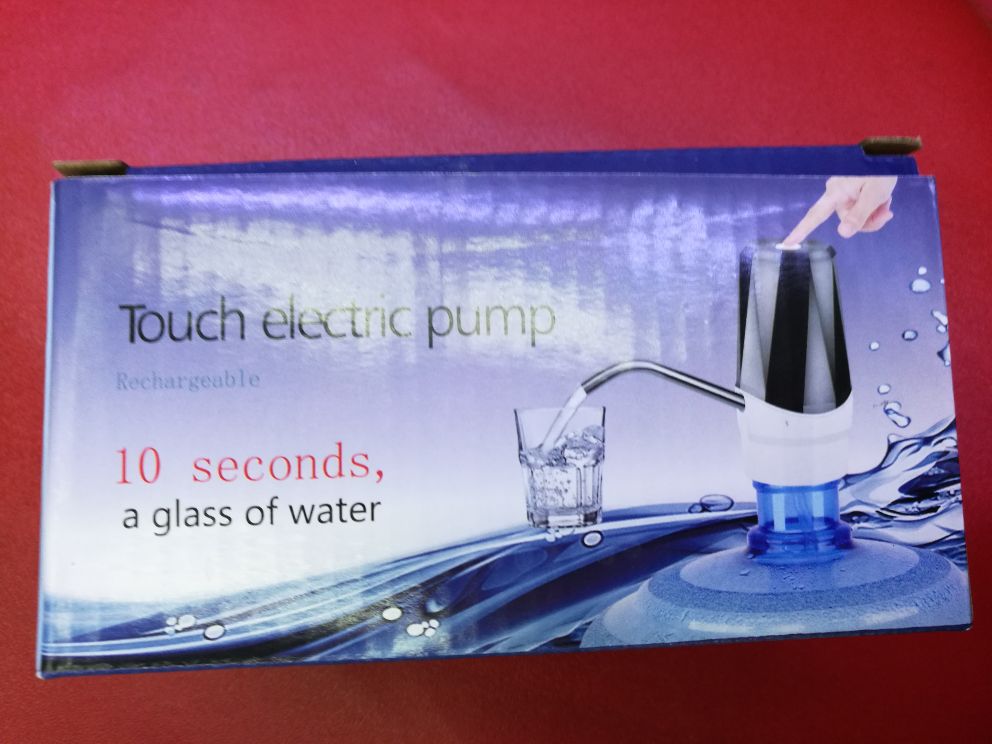 Touch electric pump
Rechargeable
10 seconds,
a glass of water